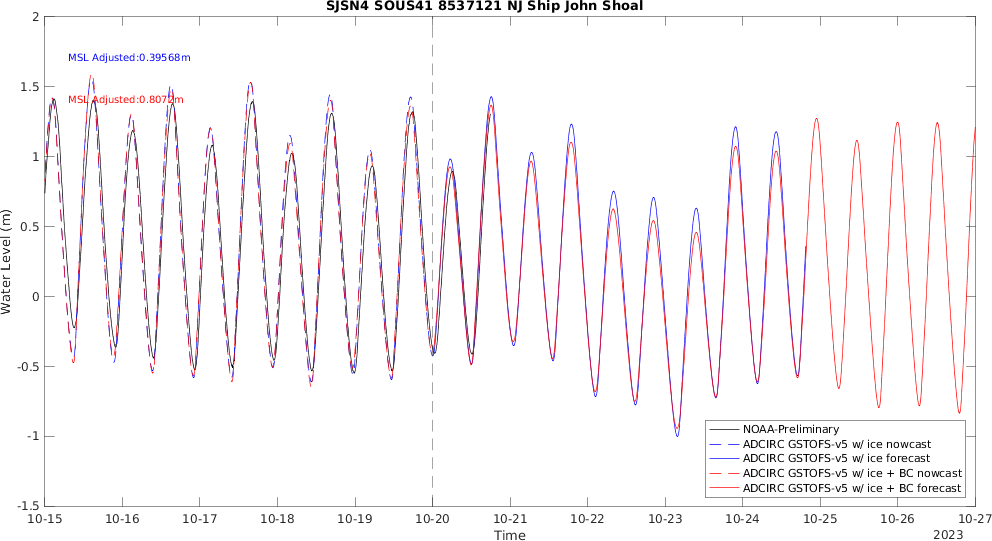 SJSN4 SOUS41 8537121 NJ Ship John Shoal
2
1.5
1
0.5
0
-0.5
-1
-1.5
Water Level (m)
MSL Adjusted:0.39568m
MSL Adjusted:0.8072m
NOAA-Preliminary
ADCIRC GSTOFS-v5 w/ ice nowcast
ADCIRC GSTOFS-v5 w/ ice forecast
ADCIRC GSTOFS-v5 w/ ice + BC nowcast
ADCIRC GSTOFS-v5 w/ ice + BC forecast
10-15 10-16 10-17 10-18 10-19 10-20 10-21 10-22 10-23 10-24 10-25 10-26 10-27
Time
2023